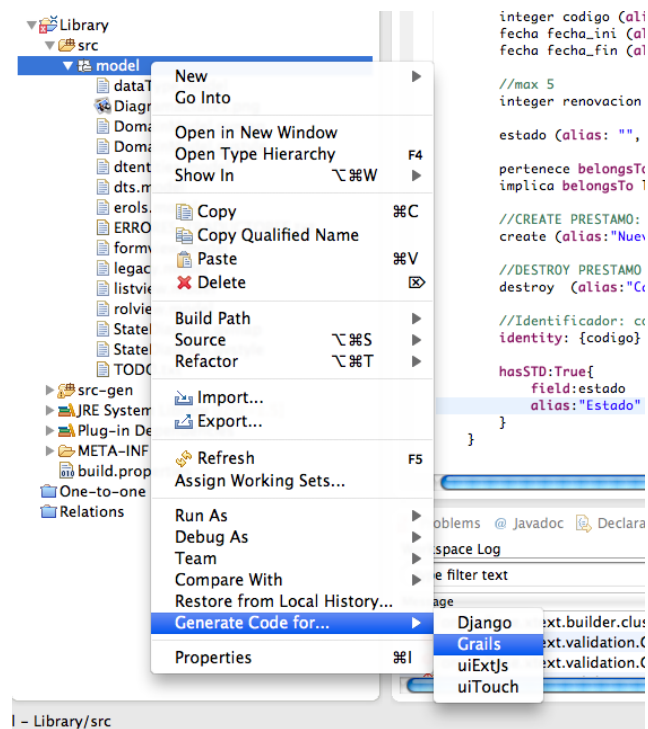 Library
src
model
Diagr
Doma
Doma
dtent
dts.m
erols.
ERRO
formv
legac
listvie
rolvie
State
State
TODO
src-gen
JRE System
Plug-in De
META-INF
build.prop
One-to-one
Relations
New
Go Into
Open in New Window
Open Type Hierarchy F4
Show In ⌥⌘W
Copy ⌘C
Copy Qualified Name
Paste ⌘V
Delete ⌦
Build Path
Source ⌥⌘S
Refactor ⌥⌘T
Import...
Export...
Refresh F5
Assign Working Sets...
Run As
Debug As
Team
Compare With
Restore from Local History...
Generate Code for...
Properties ⌘I
Django
Grails
uiExtJs
uiTouch
integer codigo (ali
fecha fecha_ini (al
fecha fecha_fin (al
//max 5
integer renovacion
estado (alias: "",
pertenece belongsTo
implica belongsTo
//CREATE PRESTAMO:
create (alias:"Nuev
//DESTROY PRESTAMO
destroy (alias:"Ca
//Identificador: co
identity: {codigo}
hasSTD:True{
field:estado
alias:"Estado"
}
}
oblems @ Javadoc Declara
space Log
e filter text
age
ext.builder.clus
ext.validation.C
ext.validation.C
l - Library/src